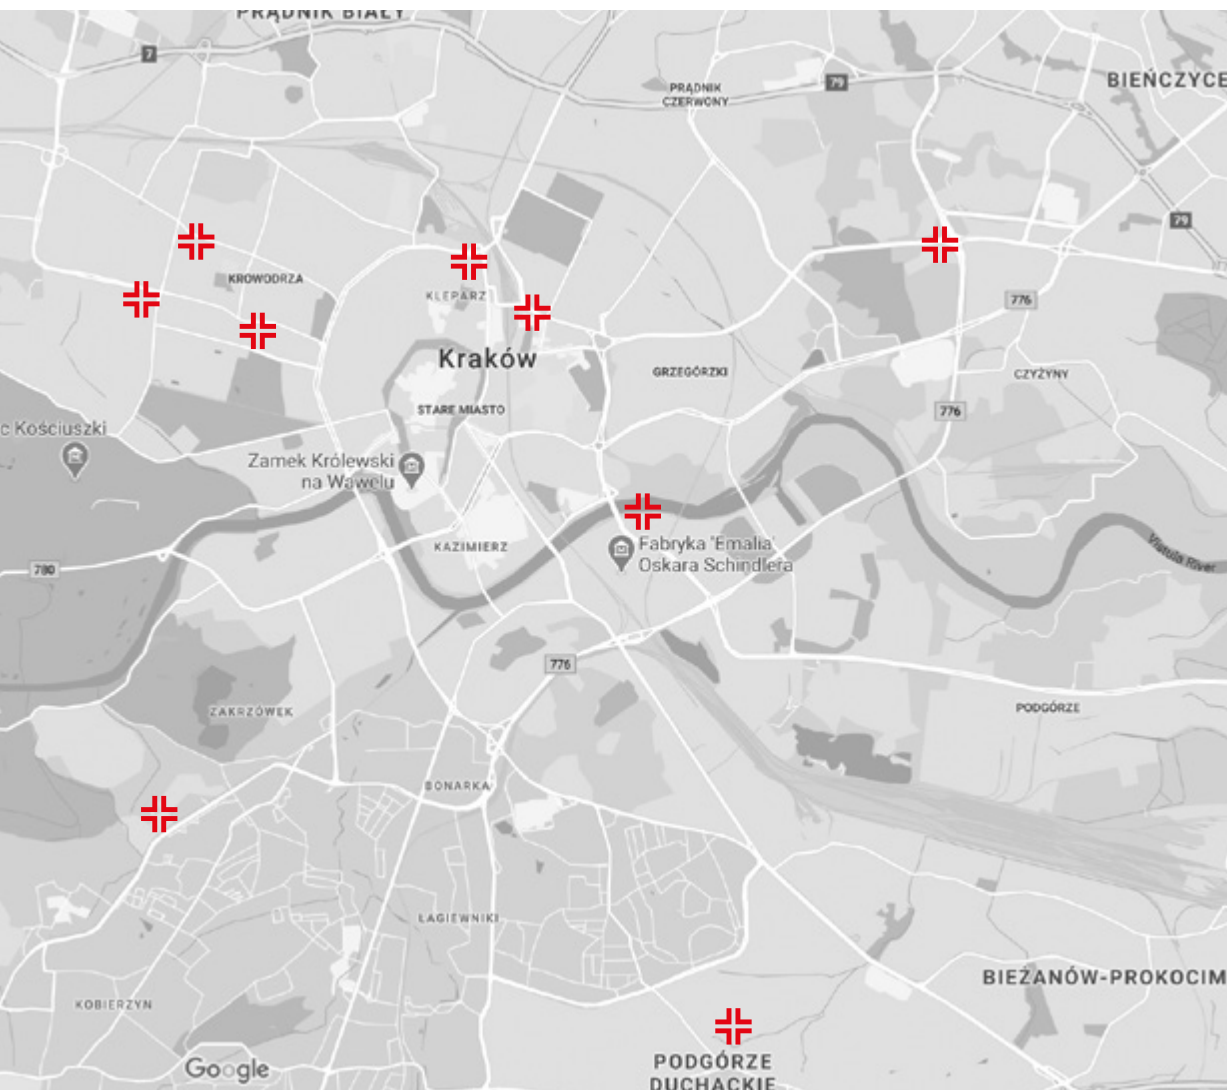 PRĄDNIK BIAŁY
7
PRĄDNIK
CZERWONY
79
BIEŃCZYCE
79
KROWODRZA
KLEPARZ
776
Kraków
GRZEGÓRZKI
CZYŻYNY
STARE MIASTO
776
c Kościuszki
Zamek Królewski
na Wawelu
KAZIMIERZ
Fabryka 'Emalia'
Oskara Schindlera
Vistula River
780
776
ZAKRZÓWEK
PODGÓRZE
BONARKA
ŁAGIEWNIKI
BIEŻANÓW-PROKOCIM
KOBIERZYN
Google
PODGÓRZE
DUCHACKIE